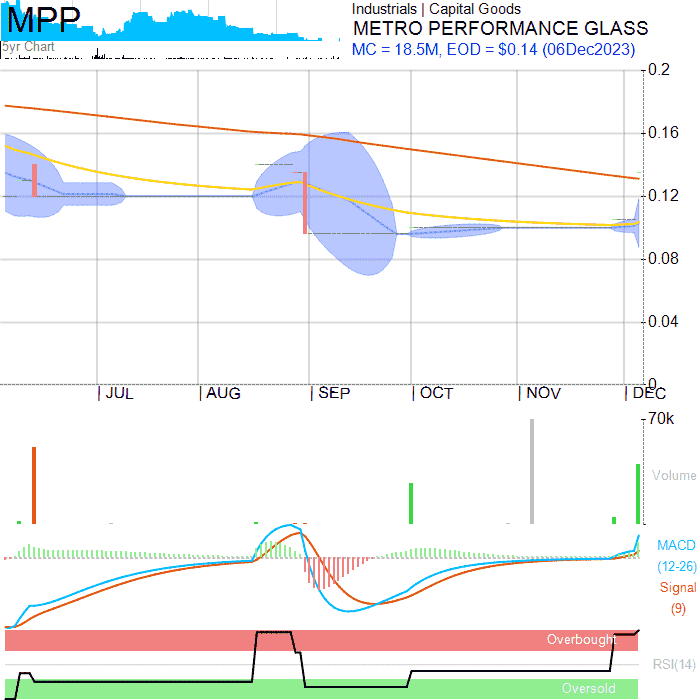 MPP
5yr Chart
Industrials | Capital Goods
METRO PERFORMANCE GLASS
MC = 18.5M, EOD = $0.14 (06Dec2023)
0.2
0.16
0.12
0.08
0.04
0
JUL AUG SEP OCT NOV DEC
70k
Volume
MACD
(12-26)
Signal
(9)
Overbought
RSI(14)
Oversold